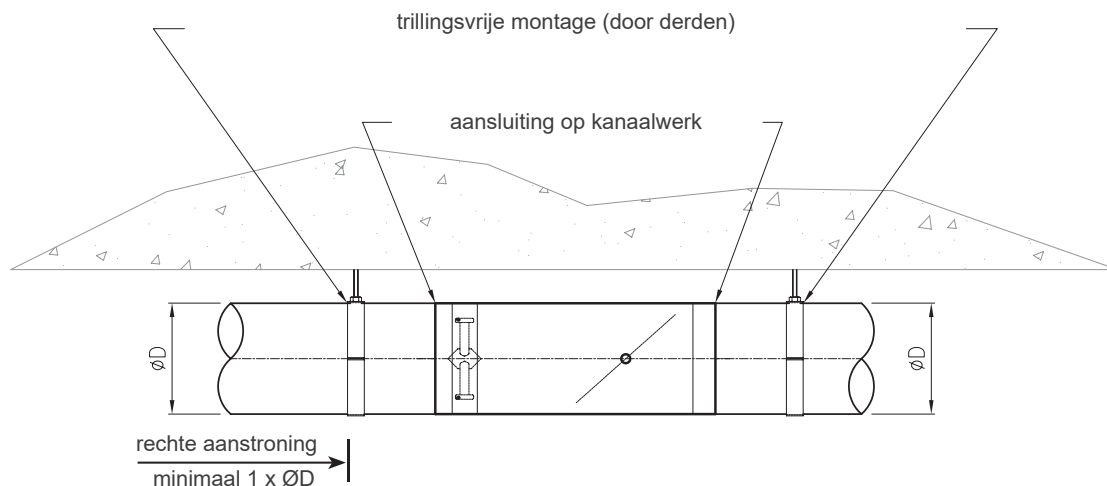 trillingsvrije montage (door derden)
aansluiting op kanaalwerk
ØD
ØD
rechte aanstroning
minimaal 1 x ØD